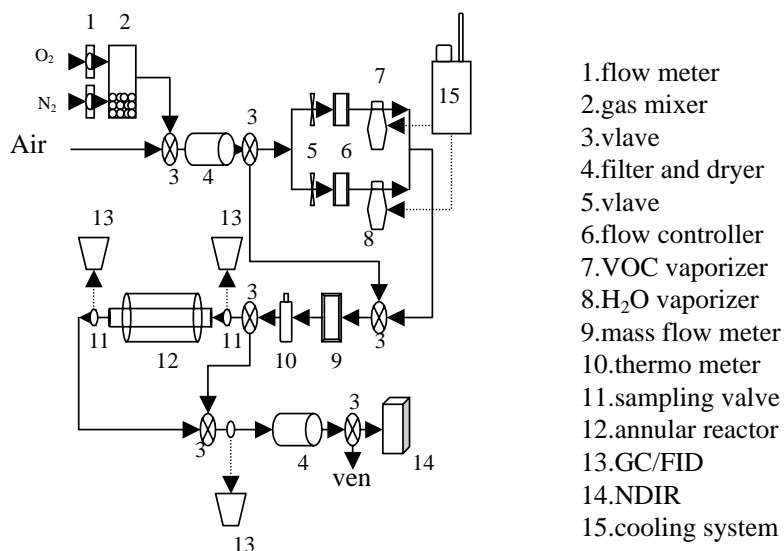 1 2
O2
N2
Air
3 4 3
5 6
7
8
15
13 13
3
11 12 11 10 9 3
3 4 3 14
ven
13
1.flow meter
2.gas mixer
3.vlave
4.filter and dryer
5.vlave
6.flow controller
7.VOC vaporizer
8.H2O vaporizer
9.mass flow meter
10.thermo meter
11.sampling valve
12.annular reactor
13.GC/FID
14.NDIR
15.cooling system